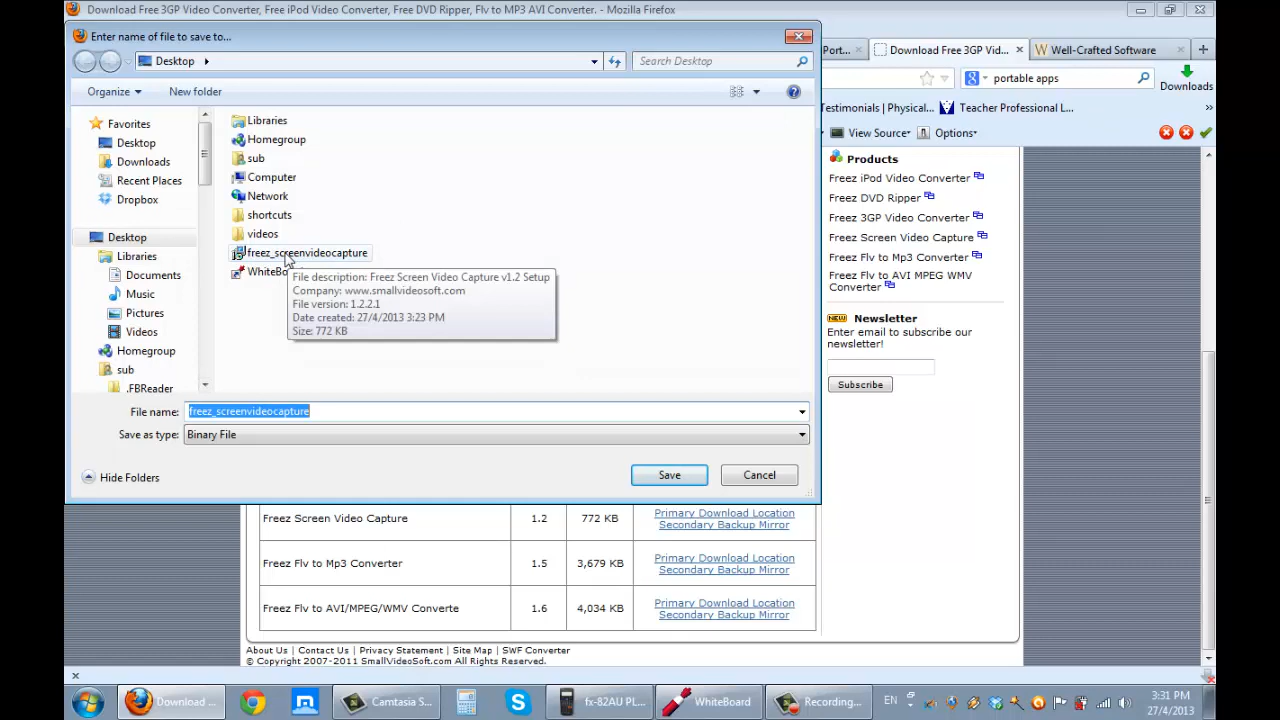 Download Free 3GP Video Converter, Free iPod Video Converter, Free DVD Ripper, Flv to MP3 AVI Converter. - Mozilla Firefox
Enter name of file to save to...
Desktop
Search Desktop
Organize
New folder
Favorites
Desktop
Downloads
Recent Places
Dropbox
Desktop
Libraries
Documents
Music
Pictures
Videos
Homegroup
sub
.FBReader
Libraries
Homegroup
sub
Computer
Network
shortcuts
videos
freez_screenvideocapture
File description: Freez Screen Video Capture v1.2 Setup
Company: www.smallvideosoft.com
File version: 1.2.2.1
Date created: 27/4/2013 3:23 PM
Size: 772 KB
File name: freez_screenvideocapture
Save as type: Binary File
Hide Folders
Save
Cancel
Port...
Download Free 3GP Vid...
Well-Crafted Software
portable apps
Downloads
Testimonials | Physical...
Teacher Professional L...
View Source
Options
Products
Freez iPod Video Converter
Freez DVD Ripper
Freez 3GP Video Converter
Freez Screen Video Capture
Freez Flv to Mp3 Converter
Freez Flv to AVI MPEG WMV
Converter
NEW Newsletter
Enter email to subscribe our
newsletter!
Subscribe
Freez Screen Video Capture 1.2 772 KB Primary Download Location
Secondary Backup Mirror
Freez Flv to Mp3 Converter 1.5 3,679 KB Primary Download Location
Secondary Backup Mirror
Freez Flv to AVI/MPEG/WMV Converte 1.6 4,034 KB Primary Download Location
Secondary Backup Mirror
About Us | Contact Us | Privacy Statement | Site Map | SWF Converter
© Copyright 2007-2011 SmallVideoSoft.com All Rights Reserved.
Download ...
Camtasia S...
fx-82AU PL...
WhiteBoard
Recording...
EN
3:31 PM
27/4/2013